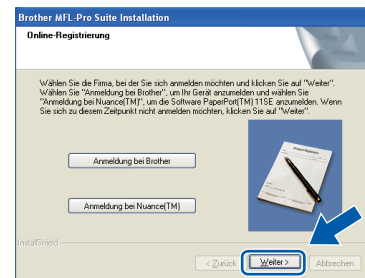 Brother MFL-Pro Suite Installation
Online-Registrierung
Wählen Sie die Firma, bei der Sie sich anmelden möchten und klicken Sie auf "Weiter".
Wählen Sie "Anmeldung bei Brother", um Ihr Gerät anzumelden und wählen Sie
"Anmeldung bei Nuance(TM)", um die Software PaperPort(TM) 11SE anzumelden. Wenn
Sie sich zu diesem Zeitpunkt nicht anmelden möchten, klicken Sie auf "Weiter".
Anmeldung bei Brother
Anmeldung bei Nuance(TM)
InstallShield
< Zurück Weiter > Abbrechen